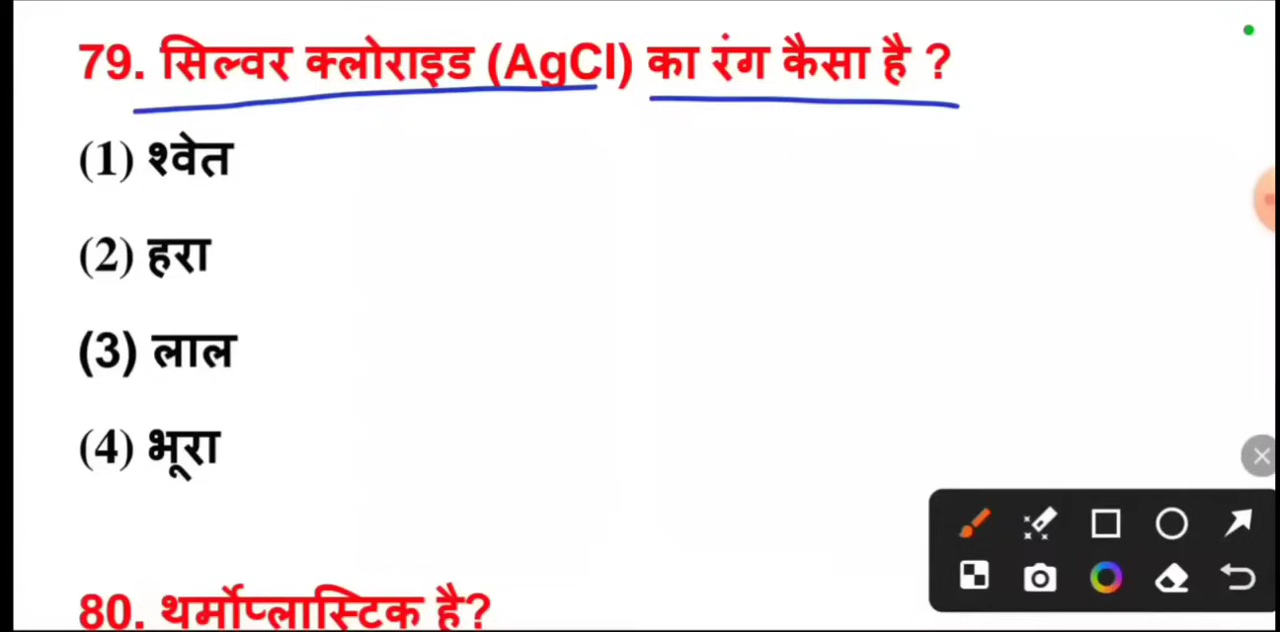 79. सिल्वर क्लोराइड (AgCl) का रंग कैसा है ?
(1) श्वेत
(2) हरा
(3) लाल
(4) भूरा
80. थर्मोप्लास्टिक है?